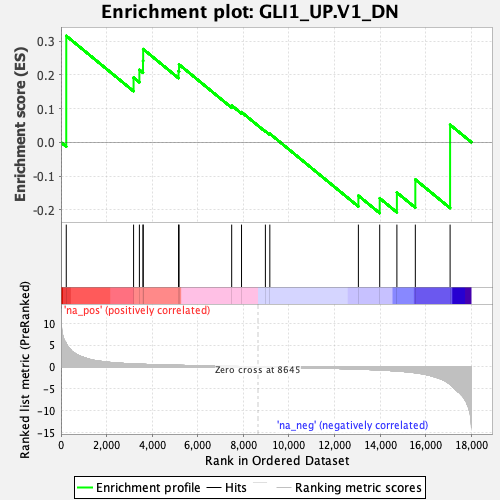 Enrichment plot: GLI1_UP.V1_DN
Enrichment score (ES)
0.3
0.2
0.1
0.0
-0.1
-0.2
'na_pos' (positively correlated)
Ranked list metric (PreRanked)
10
5
0
-5
-10
-15
Zero cross at 8645
'na_neg' (negatively correlated)
0
2,000
4,000
6,000
8,000
10,000
12,000
14,000
16,000
18,000
Rank in Ordered Dataset
Enrichment profile
Hits
Ranking metric scores